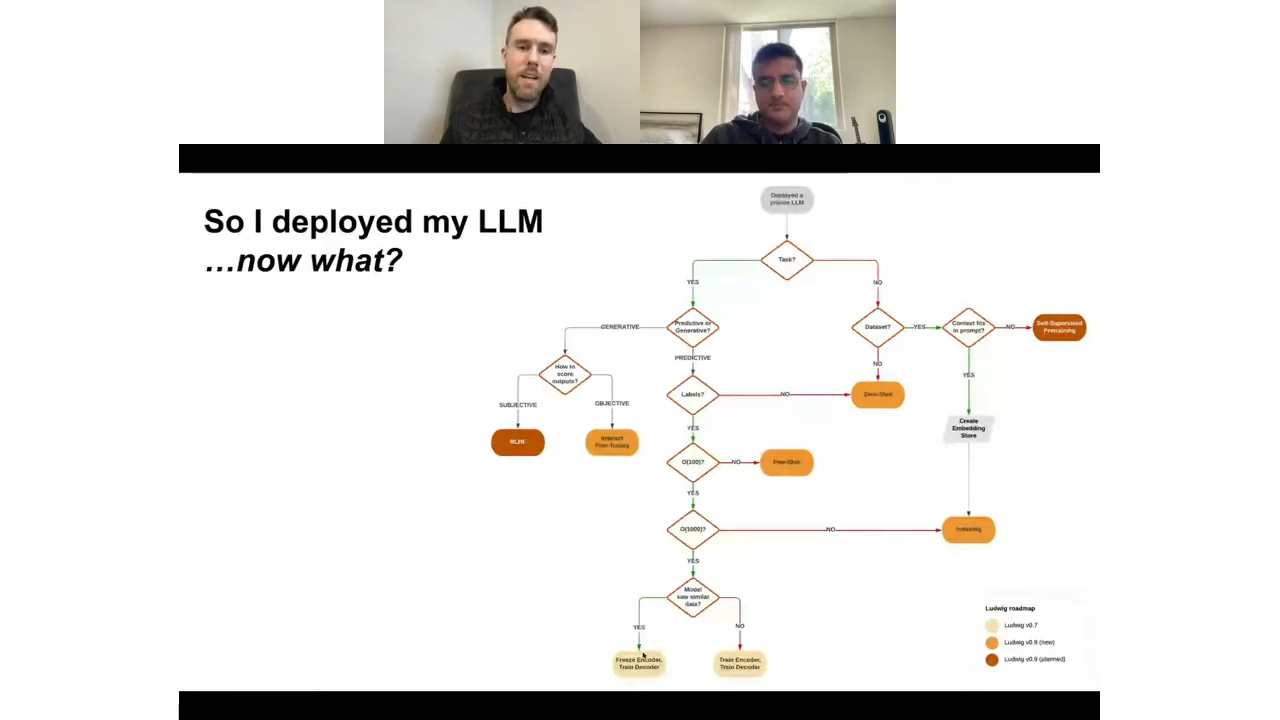 So I deployed my LLM
…now what?
Deployed a
private LLM
Task?
YES
NO
Predictive or
Generative?
GENERATIVE
PREDICTIVE
Dataset?
YES
NO
Context fits
in prompt?
NO
Self-Supervised
Pretraining
YES
How to
score
outputs?
SUBJECTIVE
OBJECTIVE
RLHF
Instruct
Fine-Tuning
Labels?
NO
Zero-Shot
YES
Create
Embedding
Store
O(100)?
NO
Few-Shot
YES
O(1000)?
NO
YES
Model
saw similar
data?
YES
NO
Freeze Encoder,
Train Decoder
Train Encoder,
Train Decoder
Ludwig roadmap
Ludwig v0.7
Ludwig v0.8 (new)
Ludwig v0.9 (planned)